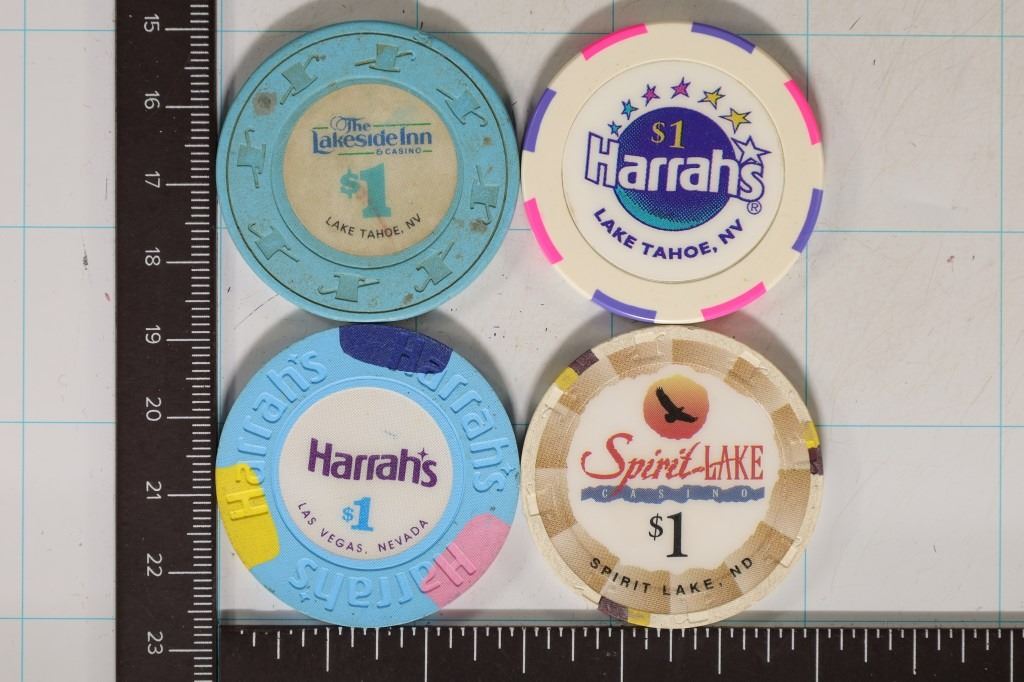 15
16
17
18
19
20
21
22
23
The
Lakeside Inn
& CASINO
$1
LAKE TAHOE, NV
$1
Harrah's®
LAKE TAHOE, NV
Harrah's
Harrah's
Harrah's
Harrah's
$1
LAS VEGAS, NEVADA
Spirit LAKE
CASINO
$1
SPIRIT LAKE, ND